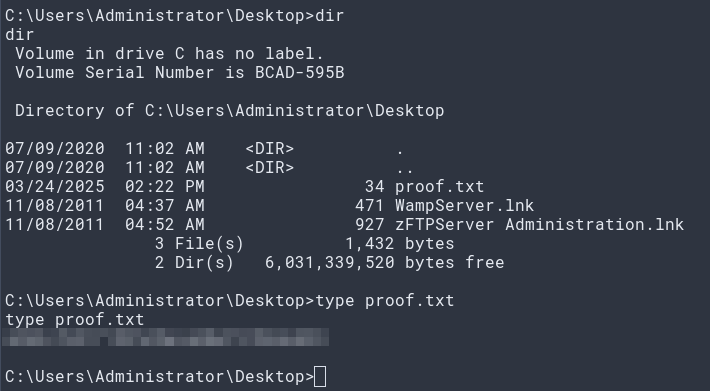 C:\Users\Administrator\Desktop>dir
dir
 Volume in drive C has no label.
 Volume Serial Number is BCAD-595B

 Directory of C:\Users\Administrator\Desktop

07/09/2020  11:02 AM    <DIR>          .
07/09/2020  11:02 AM    <DIR>          ..
03/24/2025  02:22 PM                34 proof.txt
11/08/2011  04:37 AM               471 WampServer.lnk
11/08/2011  04:52 AM               927 zFTPServer Administration.lnk
               3 File(s)          1,432 bytes
               2 Dir(s)   6,031,339,520 bytes free

C:\Users\Administrator\Desktop>type proof.txt
type proof.txt

C:\Users\Administrator\Desktop>